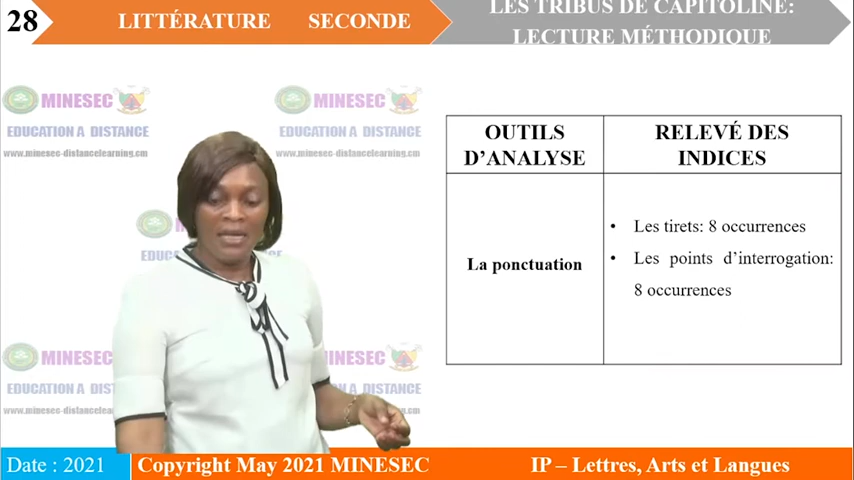 28
LITTÉRATURE SECONDE
LES TRIBUS DE CAPITOLINE:
LECTURE MÉTHODIQUE
MINESEC
EDUCATION A DISTANCE
www.minesec-distancelearning.cm
MINESEC
EDUCATION A DISTANCE
www.minesec-distancelearning.cm
OUTILS
D'ANALYSE
RELEVÉ DES
INDICES
La ponctuation
• Les tirets: 8 occurrences
• Les points d'interrogation:
8 occurrences
MINESEC
EDUCATION A
MINESEC
A DISTANCE
Date : 2021
Copyright May 2021 MINESEC
IP – Lettres, Arts et Langues